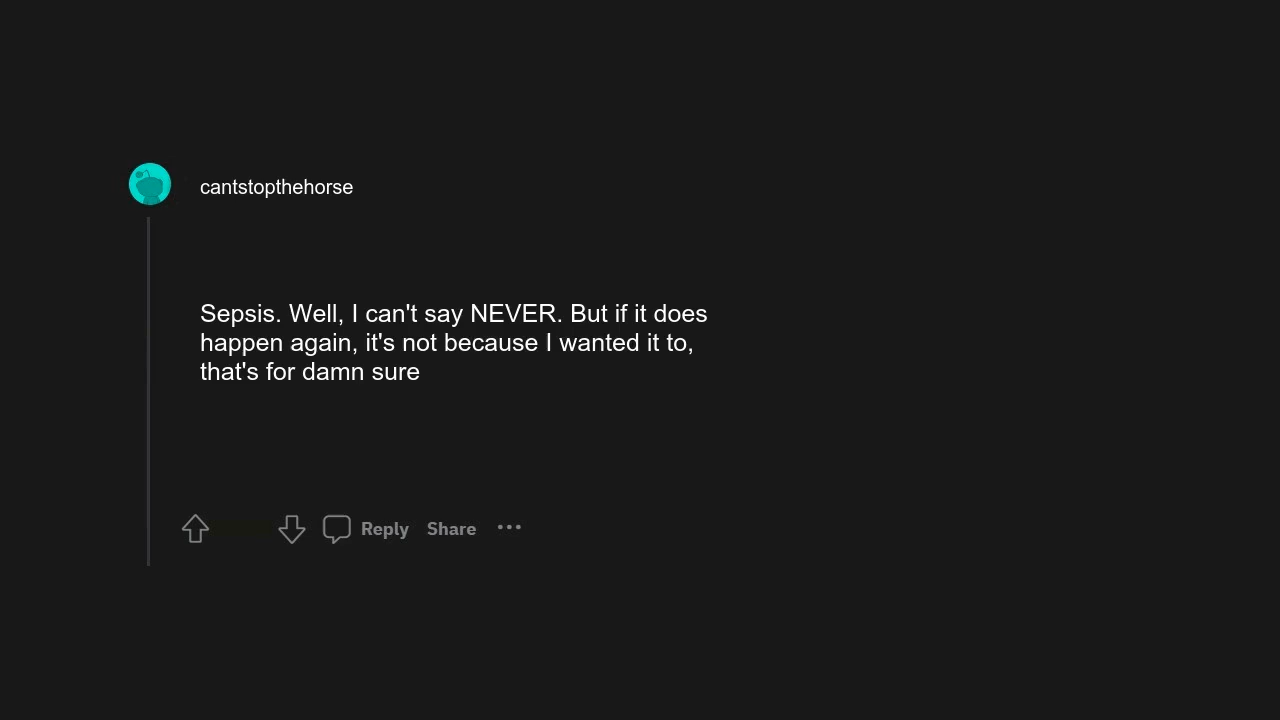 cantstopthehorse
Sepsis. Well, I can't say NEVER. But if it does
happen again, it's not because I wanted it to,
that's for damn sure
Reply Share